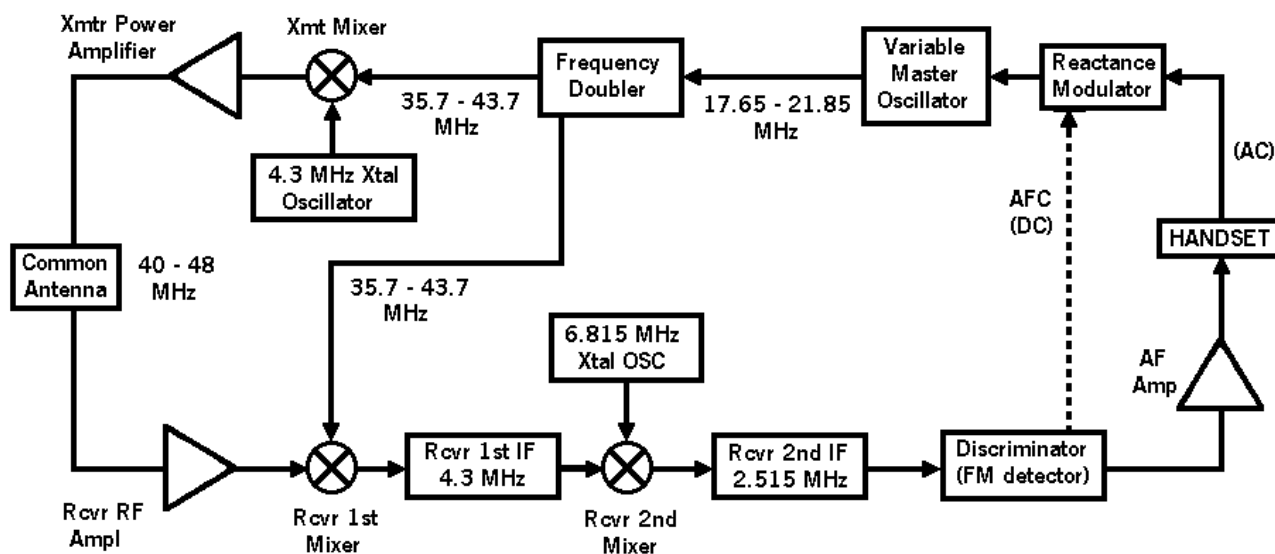 Xmtr Power
Amplifier
Xmt Mixer
Frequency
Doubler
Variable
Master
Oscillator
Reactance
Modulator
35.7 - 43.7
MHz
17.65 - 21.85
MHz
4.3 MHz Xtal
Oscillator
(AC)
AFC
(DC)
HANDSET
Common
Antenna
40 - 48
MHz
35.7 - 43.7
MHz
6.815 MHz
Xtal OSC
AF
Amp
Rcvr 1st IF
4.3 MHz
Rcvr 2nd IF
2.515 MHz
Discriminator
(FM detector)
Rcvr RF
Ampl
Rcvr 1st
Mixer
Rcvr 2nd
Mixer